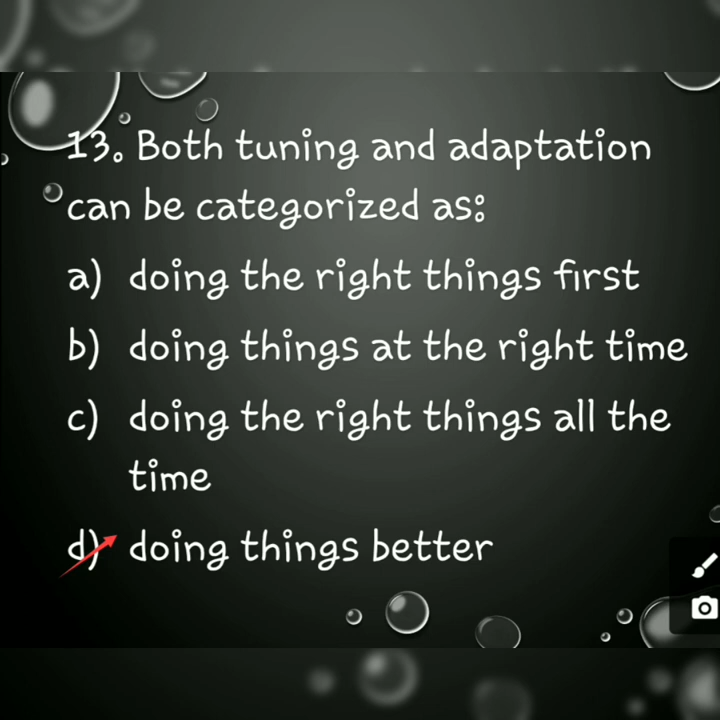 13. Both tuning and adaptation
can be categorized as:
a) doing the right things first
b) doing things at the right time
c) doing the right things all the
time
d) doing things better